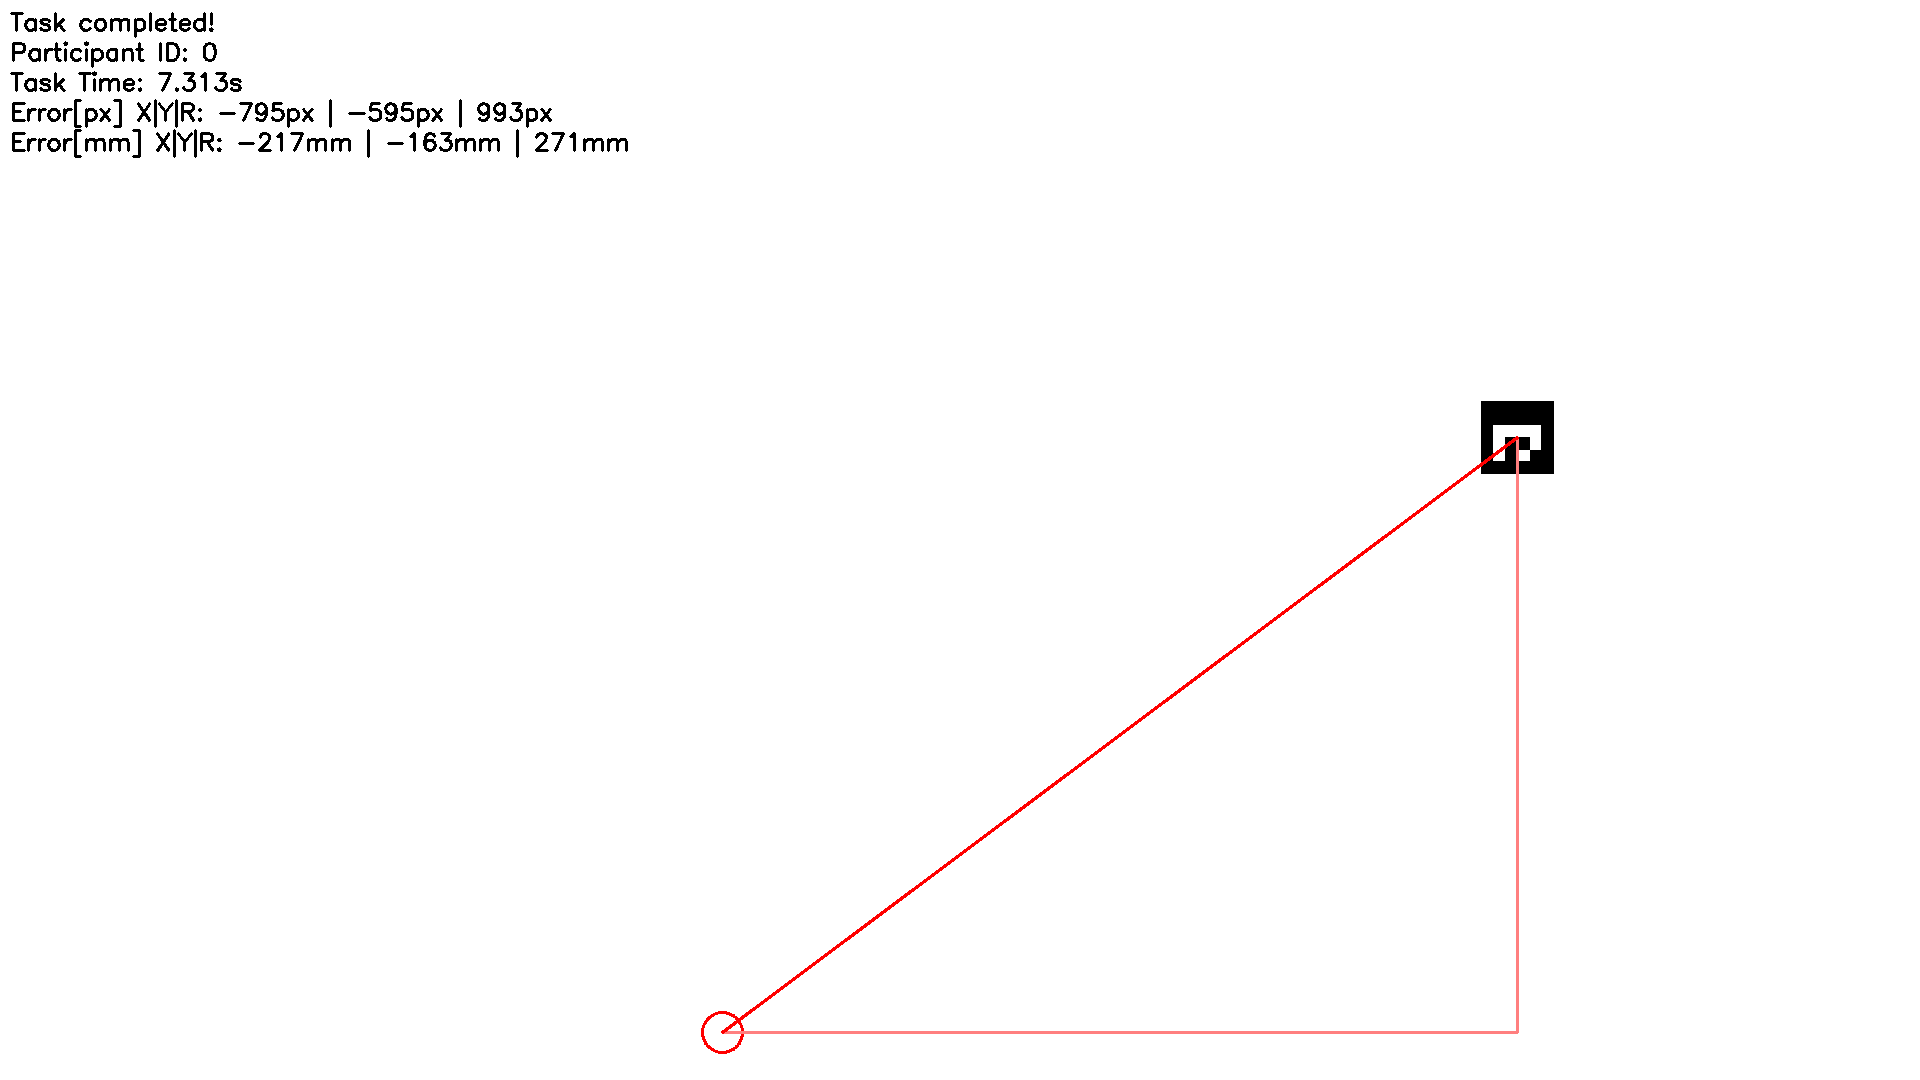 Task completed!
Participant ID: 0
Task Time: 7.313s
Error[px] X|Y|R: -795px | -595px | 993px
Error[mm] X|Y|R: -217mm | -163mm | 271mm